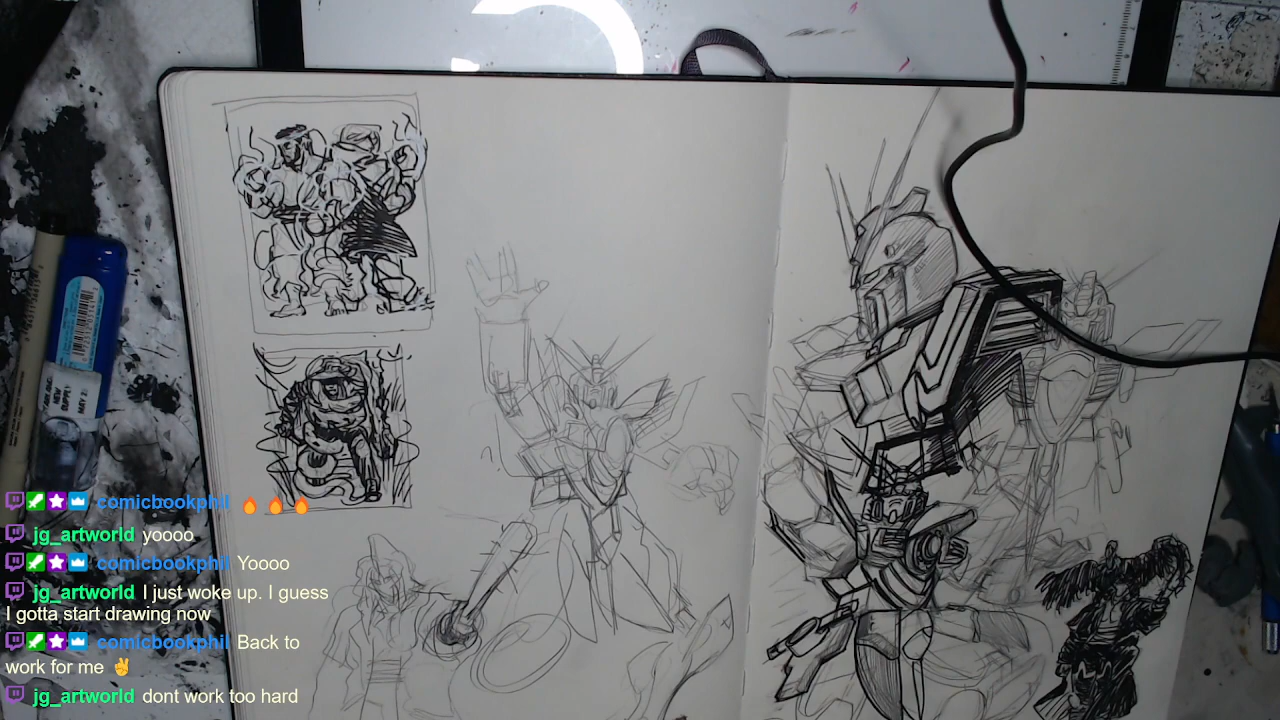 comicbookphil 🔥 🔥 🔥
jg_artworld yoooo
comicbookphil Yoooo
jg_artworld I just woke up. I guess
I gotta start drawing now
comicbookphil Back to
work for me ✌
jg_artworld dont work too hard